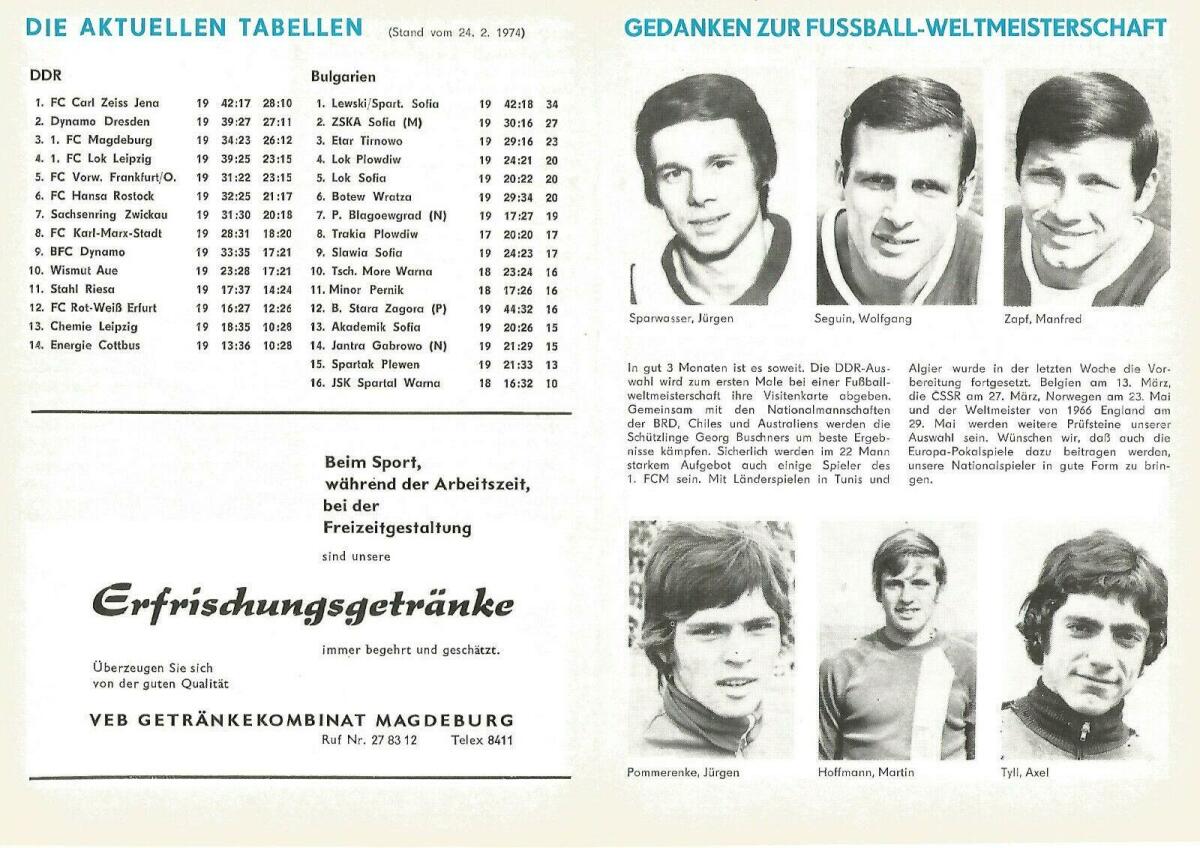 DIE AKTUELLEN TABELLEN (Stand vom 24. 2. 1974)
DDR
1. FC Carl Zeiss Jena 19 42:17 28:10
2. Dynamo Dresden 19 39:27 27:11
3. 1. FC Magdeburg 19 34:23 26:12
4. 1. FC Lok Leipzig 19 39:25 23:15
5. FC Vorw. Frankfurt/O. 19 31:22 23:15
6. FC Hansa Rostock 19 32:25 21:17
7. Sachsenring Zwickau 19 31:30 20:18
8. FC Karl-Marx-Stadt 19 28:31 18:20
9. BFC Dynamo 19 33:35 17:21
10. Wismut Aue 19 23:28 17:21
11. Stahl Riesa 19 17:37 14:24
12. FC Rot-Weiß Erfurt 19 16:27 12:26
13. Chemie Leipzig 19 18:35 10:28
14. Energie Cottbus 19 13:36 10:28
Bulgarien
1. Lewski/Spart. Sofia 19 42:18 34
2. ZSKA Sofia (M) 19 30:16 27
3. Etar Tirnowo 19 29:16 23
4. Lok Plowdiw 19 24:21 20
5. Lok Sofia 19 20:22 20
6. Botew Wratza 19 29:34 20
7. P. Blagoewgrad (N) 19 17:27 19
8. Trakia Plowdiw 17 20:20 17
9. Slawia Sofia 19 24:23 17
10. Tsch. More Warna 18 23:24 16
11. Minor Pernik 18 17:26 16
12. B. Stara Zagora (P) 19 44:32 16
13. Akademik Sofia 19 20:26 15
14. Jantra Gabrowo (N) 19 21:29 15
15. Spartak Plewen 19 21:33 13
16. JSK Spartal Warna 18 16:32 10
Beim Sport,
während der Arbeitszeit,
bei der
Freizeitgestaltung
sind unsere
Erfrischungsgetränke
immer begehrt und geschätzt.
Überzeugen Sie sich
von der guten Qualität
VEB GETRÄNKEKOMBINAT MAGDEBURG
Ruf Nr. 27 83 12 Telex 8411
GEDANKEN ZUR FUSSBALL-WELTMEISTERSCHAFT
Sparwasser, Jürgen
Seguin, Wolfgang
Zapf, Manfred
In gut 3 Monaten ist es soweit. Die DDR-Aus-
wahl wird zum ersten Male bei einer Fußball-
weltmeisterschaft ihre Visitenkarte abgeben.
Gemeinsam mit den Nationalmannschaften
der BRD, Chiles und Australiens werden die
Schützlinge Georg Buschners um beste Ergeb-
nisse kämpfen. Sicherlich werden im 22 Mann
starkem Aufgebot auch einige Spieler des
1. FCM sein. Mit Länderspielen in Tunis und
Algier wurde in der letzten Woche die Vor-
bereitung fortgesetzt. Belgien am 13. März,
die ČSSR am 27. März, Norwegen am 23. Mai
und der Weltmeister von 1966 England am
29. Mai werden weitere Prüfsteine unserer
Auswahl sein. Wünschen wir, daß auch die
Europa-Pokalspiele dazu beitragen werden,
unsere Nationalspieler in gute Form zu brin-
gen.
Pommerenke, Jürgen
Hoffmann, Martin
Tyll, Axel